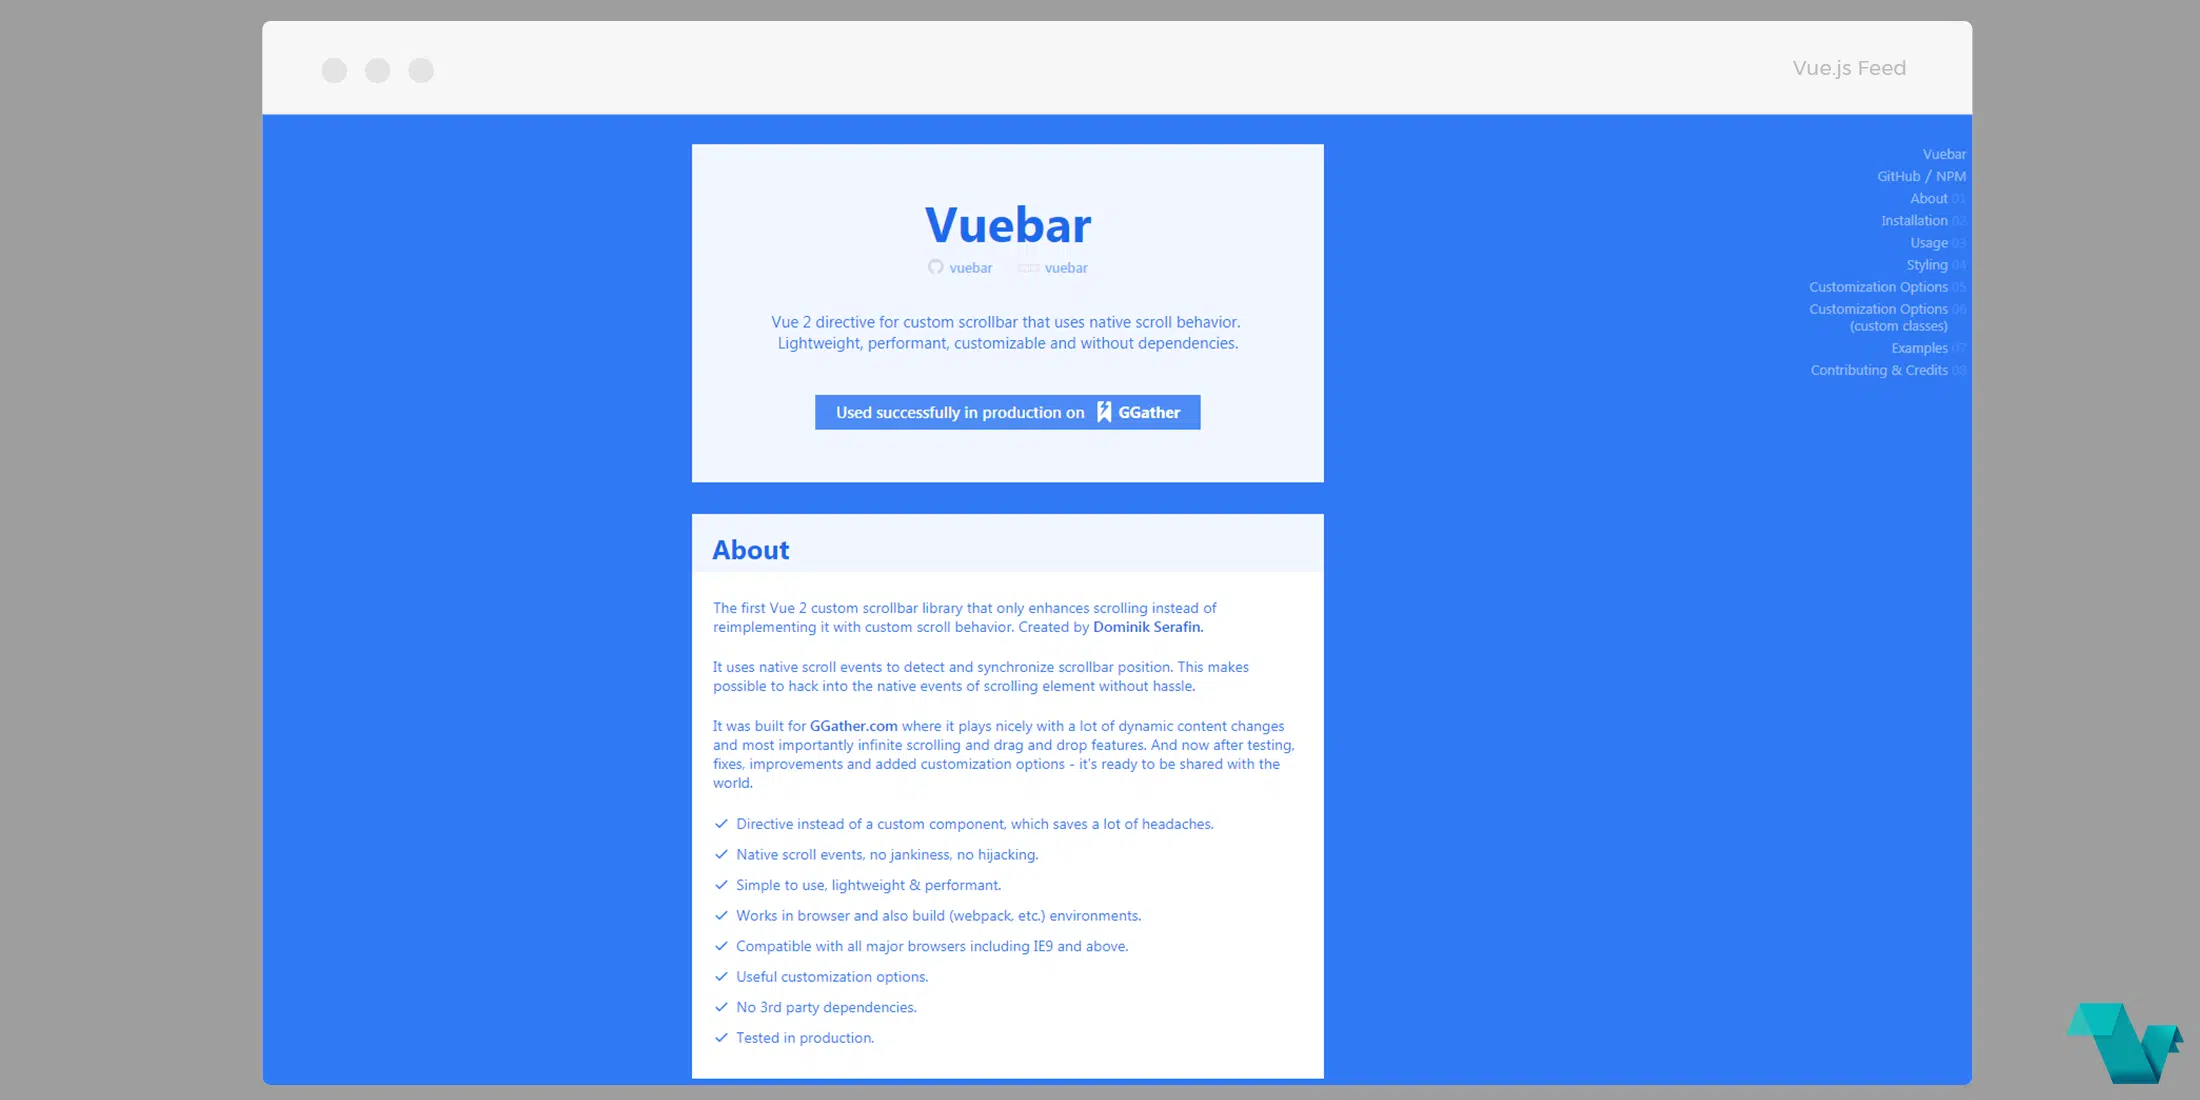 Vue.js Feed
Vuebar
GitHub / NPM
About 01
Installation 02
Usage 03
Styling 04
Customization Options 05
Customization Options 06
(custom classes)
Examples 07
Contributing & Credits 08
Vuebar
vuebar vuebar
Vue 2 directive for custom scrollbar that uses native scroll behavior.
Lightweight, performant, customizable and without dependencies.
Used successfully in production on GGather
About
The first Vue 2 custom scrollbar library that only enhances scrolling instead of
reimplementing it with custom scroll behavior. Created by Dominik Serafin.
It uses native scroll events to detect and synchronize scrollbar position. This makes
possible to hack into the native events of scrolling element without hassle.
It was built for GGather.com where it plays nicely with a lot of dynamic content changes
and most importantly infinite scrolling and drag and drop features. And now after testing,
fixes, improvements and added customization options - it's ready to be shared with the
world.
Directive instead of a custom component, which saves a lot of headaches.
Native scroll events, no jankiness, no hijacking.
Simple to use, lightweight & performant.
Works in browser and also build (webpack, etc.) environments.
Compatible with all major browsers including IE9 and above.
Useful customization options.
No 3rd party dependencies.
Tested in production.